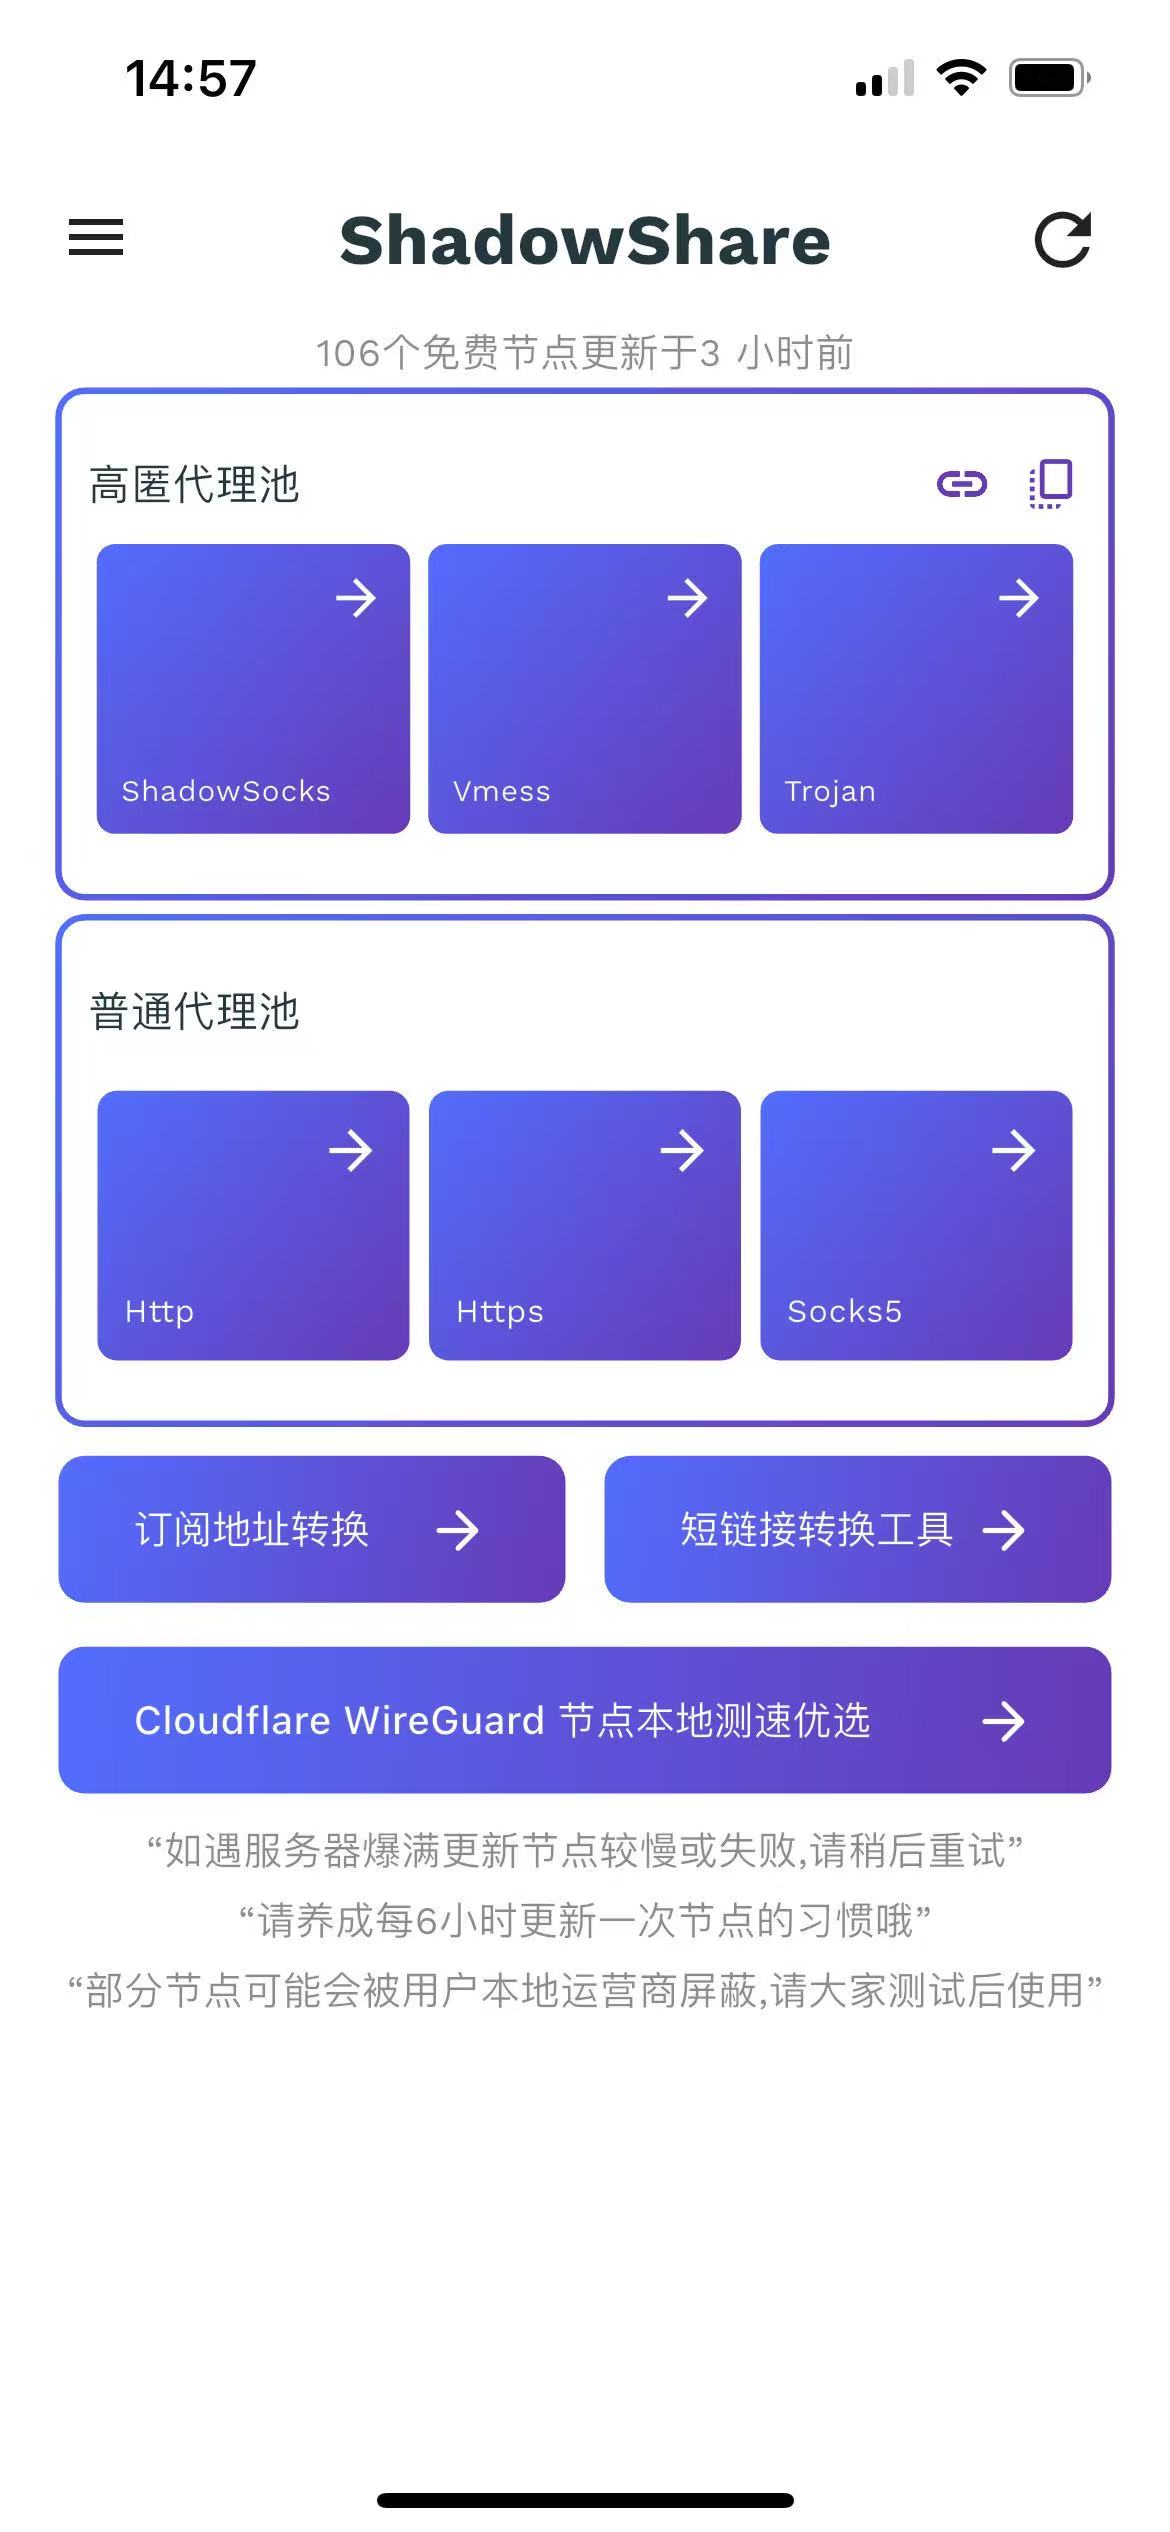 14:57
ShadowShare
106个免费节点更新于3 小时前
高匿代理池
ShadowSocks
Vmess
Trojan
普通代理池
Http
Https
Socks5
订阅地址转换
短链接转换工具
Cloudflare WireGuard 节点本地测速优选
“如遇服务器爆满更新节点较慢或失败,请稍后重试”
“请养成每6小时更新一次节点的习惯哦”
“部分节点可能会被用户本地运营商屏蔽,请大家测试后使用”